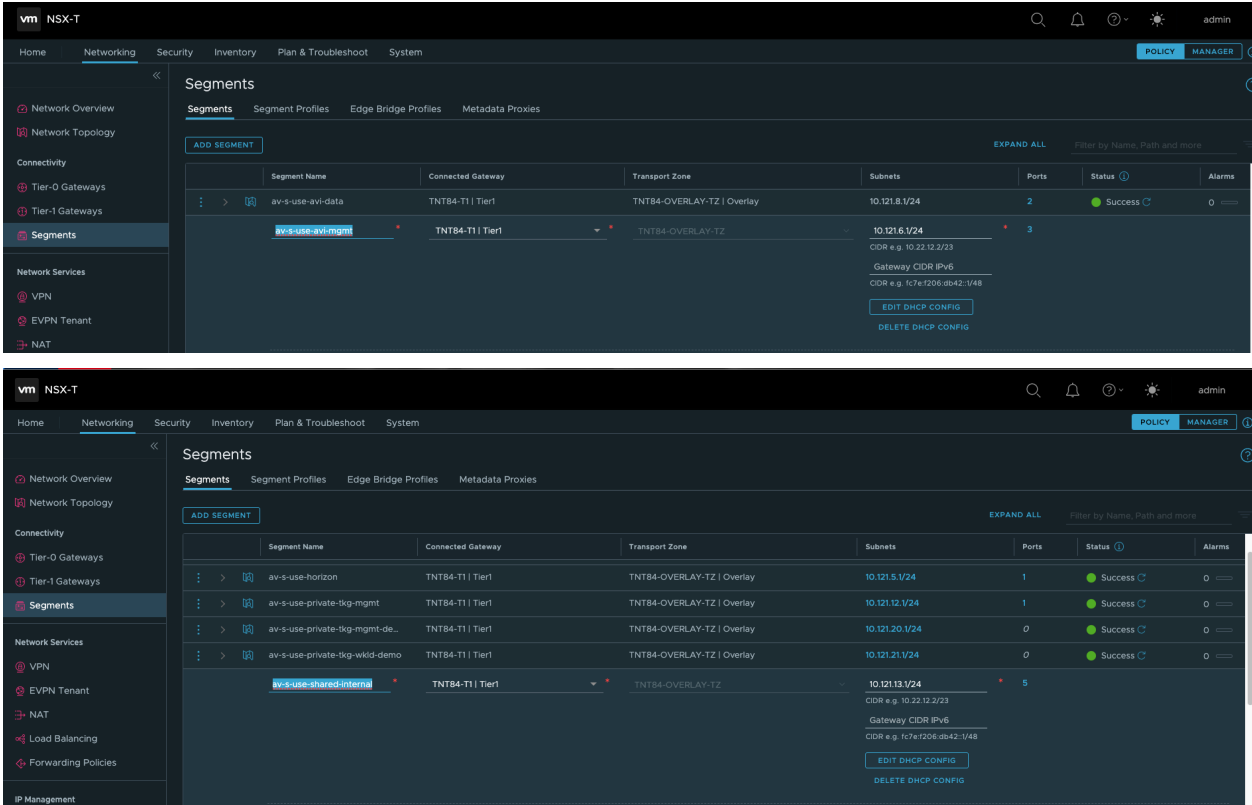 vm NSX-T admin
Home Networking Security Inventory Plan & Troubleshoot System POLICY MANAGER
Segments
Network Overview
Network Topology
Connectivity
Tier-0 Gateways
Tier-1 Gateways
Segments
Network Services
VPN
EVPN Tenant
NAT
Segments Segment Profiles Edge Bridge Profiles Metadata Proxies
ADD SEGMENT EXPAND ALL Filter by Name, Path and more
Segment Name Connected Gateway Transport Zone Subnets Ports Status Alarms
av-s-use-avi-data TNT84-T1 | Tier1 TNT84-OVERLAY-TZ | Overlay 10.121.8.1/24 2 Success 0
av-s-use-avi-mgmt * TNT84-T1 | Tier1 * TNT84-OVERLAY-TZ 10.121.6.1/24 * 3
CIDR e.g. 10.22.12.2/23
Gateway CIDR IPv6
CIDR e.g. fc7e:f206:db42::1/48
EDIT DHCP CONFIG
DELETE DHCP CONFIG
vm NSX-T admin
Home Networking Security Inventory Plan & Troubleshoot System POLICY MANAGER
Segments
Network Overview
Network Topology
Connectivity
Tier-0 Gateways
Tier-1 Gateways
Segments
Network Services
VPN
EVPN Tenant
NAT
Load Balancing
Forwarding Policies
IP Management
Segments Segment Profiles Edge Bridge Profiles Metadata Proxies
ADD SEGMENT EXPAND ALL Filter by Name, Path and more
Segment Name Connected Gateway Transport Zone Subnets Ports Status Alarms
av-s-use-horizon TNT84-T1 | Tier1 TNT84-OVERLAY-TZ | Overlay 10.121.5.1/24 1 Success 0
av-s-use-private-tkg-mgmt TNT84-T1 | Tier1 TNT84-OVERLAY-TZ | Overlay 10.121.12.1/24 1 Success 0
av-s-use-private-tkg-mgmt-de... TNT84-T1 | Tier1 TNT84-OVERLAY-TZ | Overlay 10.121.20.1/24 0 Success 0
av-s-use-private-tkg-wkld-demo TNT84-T1 | Tier1 TNT84-OVERLAY-TZ | Overlay 10.121.21.1/24 0 Success 0
av-s-use-shared-internal * TNT84-T1 | Tier1 * TNT84-OVERLAY-TZ 10.121.13.1/24 * 5
CIDR e.g. 10.22.12.2/23
Gateway CIDR IPv6
CIDR e.g. fc7e:f206:db42::1/48
EDIT DHCP CONFIG
DELETE DHCP CONFIG